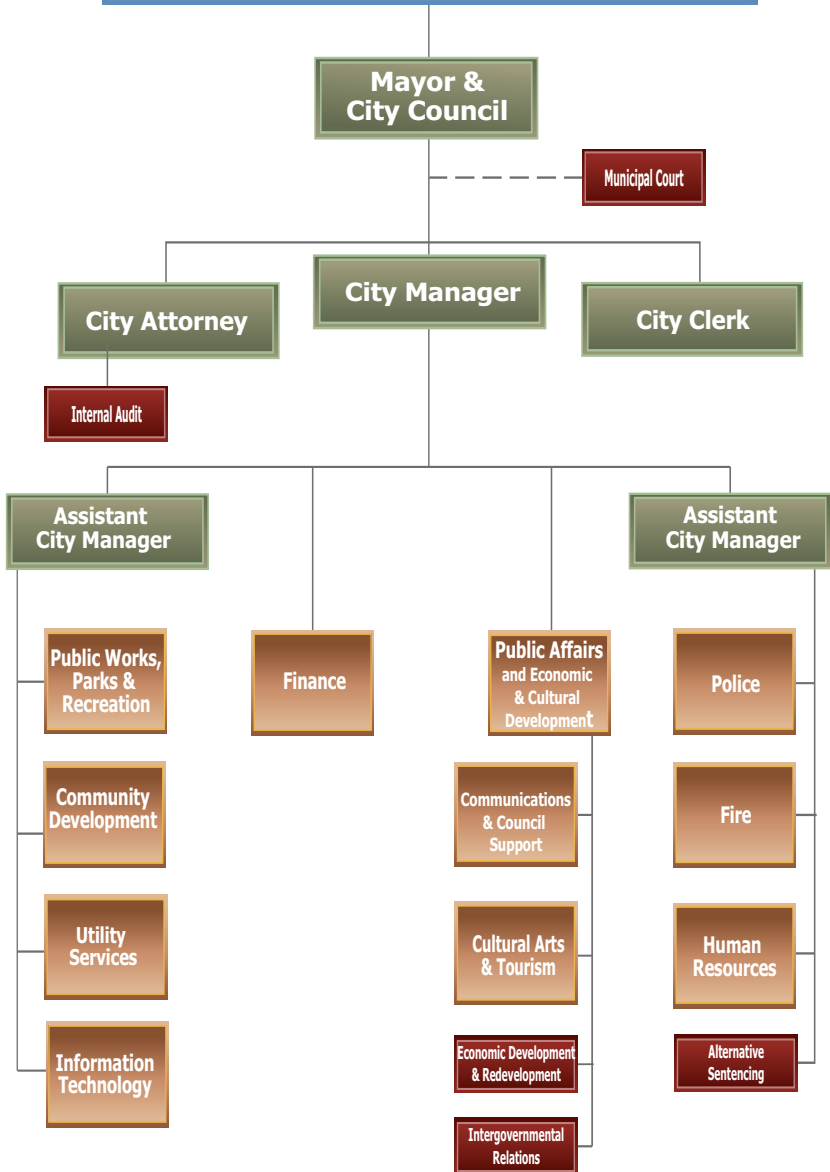 Mayor &
City Council
Municipal Court
City Attorney
City Manager
City Clerk
Internal Audit
Assistant
City Manager
Assistant
City Manager
Public Works,
Parks &
Recreation
Finance
Public Affairs
and Economic
& Cultural
Development
Police
Community
Development
Communications
& Council
Support
Fire
Utility
Services
Cultural Arts
& Tourism
Human
Resources
Information
Technology
Economic Development
& Redevelopment
Alternative
Sentencing
Intergovernmental
Relations